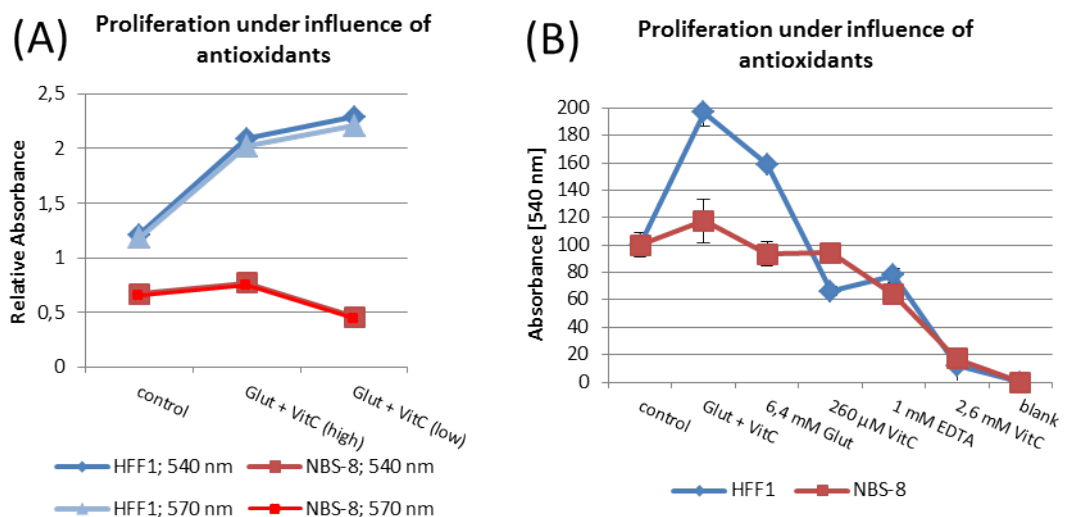 (A)
Proliferation under influence of
antioxidants
Relative Absorbance
2,5
2
1,5
1
0,5
0
control
Glut + VitC (high)
Glut + VitC (low)
HFF1; 540 nm
NBS-8; 540 nm
HFF1; 570 nm
NBS-8; 570 nm
(B)
Proliferation under influence of
antioxidants
Absorbance [540 nm]
200
180
160
140
120
100
80
60
40
20
0
control
Glut + VitC
6,4 mM Glut
260 µM VitC
1 mM EDTA
2,6 mM VitC
blank
HFF1
NBS-8